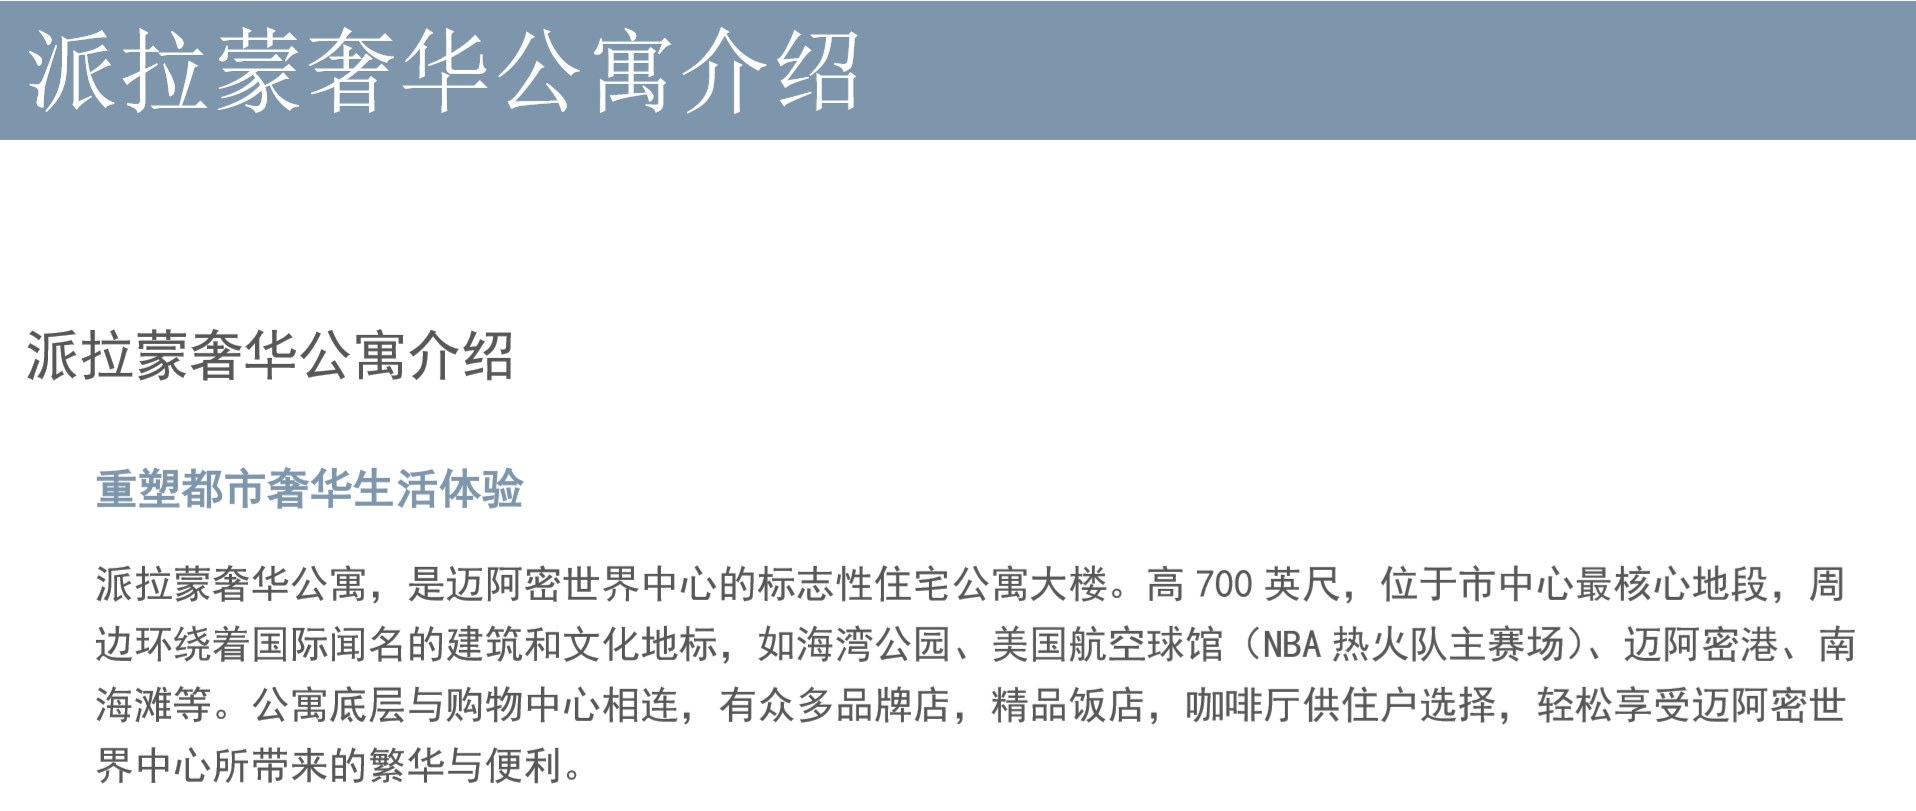 派拉蒙奢华公寓介绍
派拉蒙奢华公寓介绍
重塑都市奢华生活体验
派拉蒙奢华公寓，是迈阿密世界中心的标志性住宅公寓大楼。高 700 英尺，位于市中心最核心地段，周
边环绕着国际闻名的建筑和文化地标，如海湾公园、美国航空球馆（NBA 热火队主赛场）、迈阿密港、南
海滩等。公寓底层与购物中心相连，有众多品牌店，精品饭店，咖啡厅供住户选择，轻松享受迈阿密世
界中心所带来的繁华与便利。